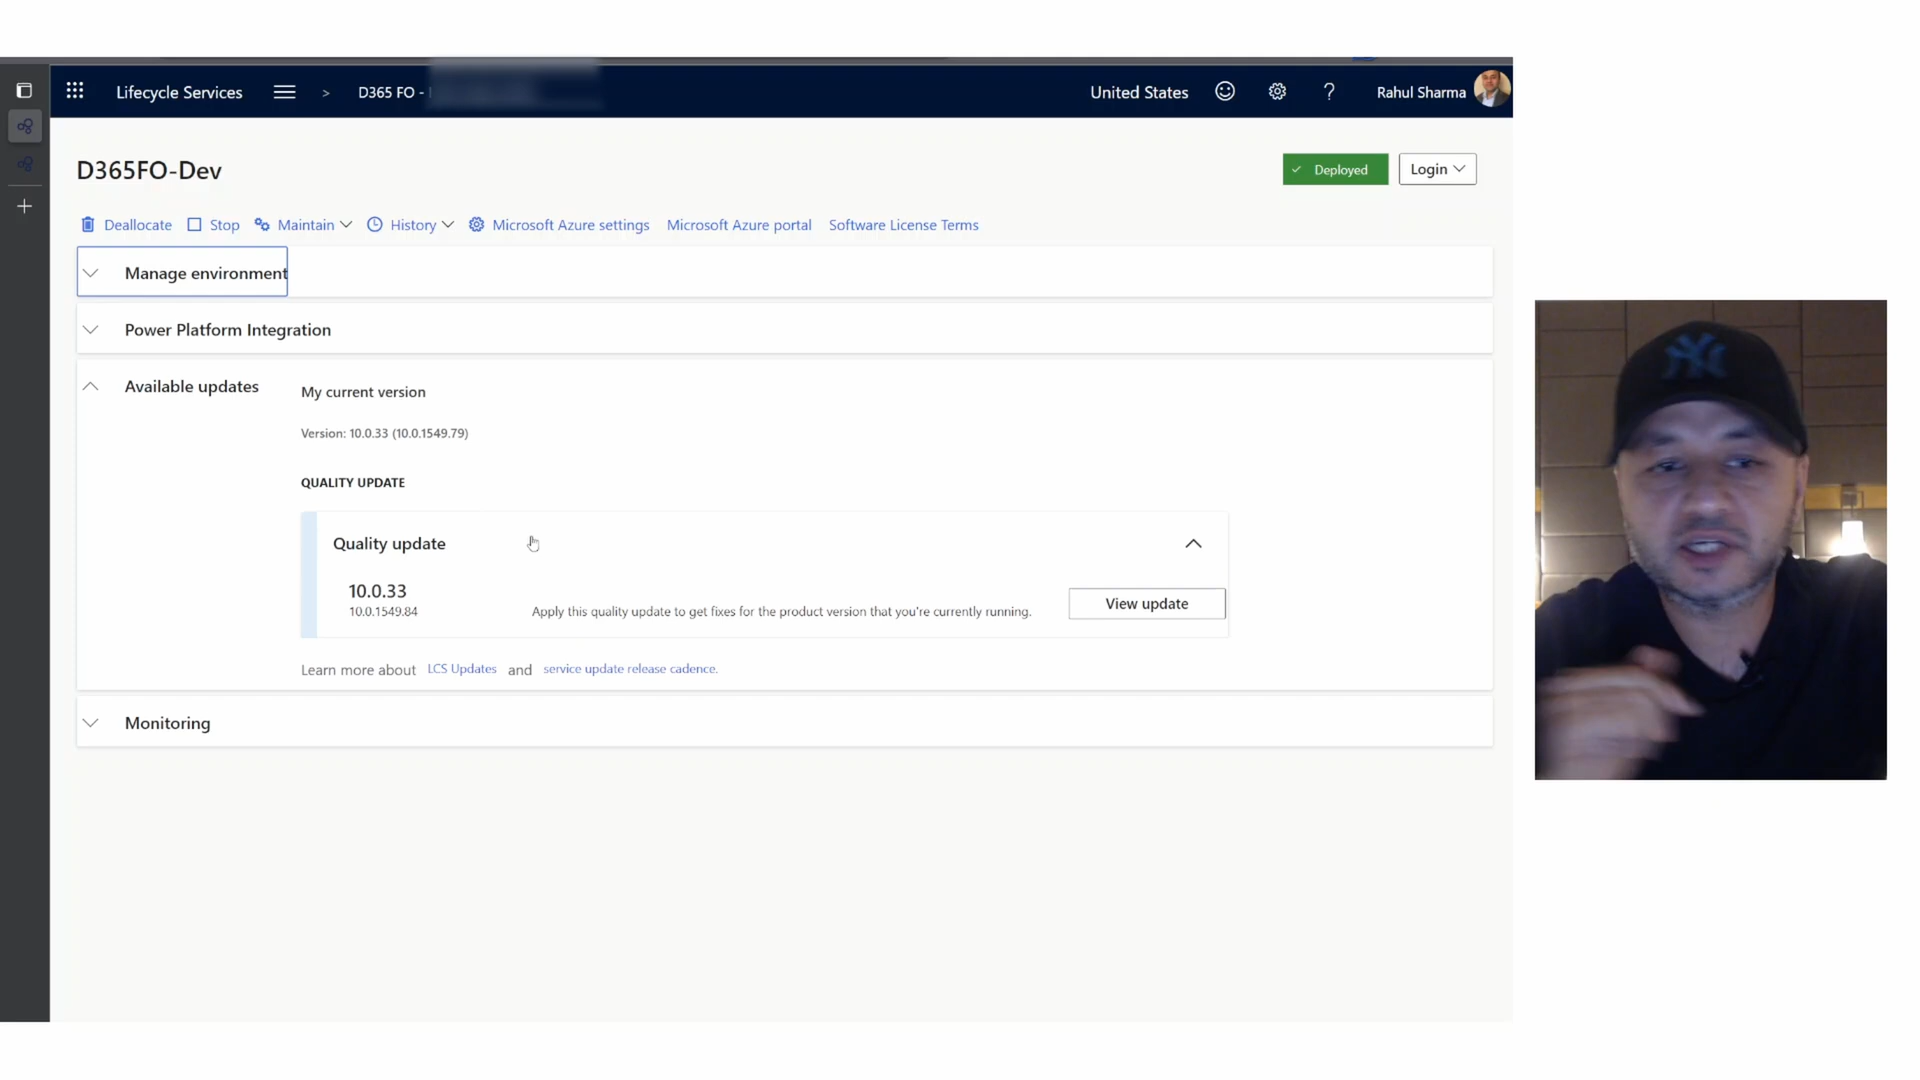 Lifecycle Services > D365 FO -
United States
Rahul Sharma
D365FO-Dev
Deployed
Login
Deallocate Stop Maintain History Microsoft Azure settings Microsoft Azure portal Software License Terms
Manage environment
Power Platform Integration
Available updates
My current version
Version: 10.0.33 (10.0.1549.79)
QUALITY UPDATE
Quality update
10.0.33
10.0.1549.84
Apply this quality update to get fixes for the product version that you're currently running.
View update
Learn more about LCS Updates and service update release cadence.
Monitoring
NY